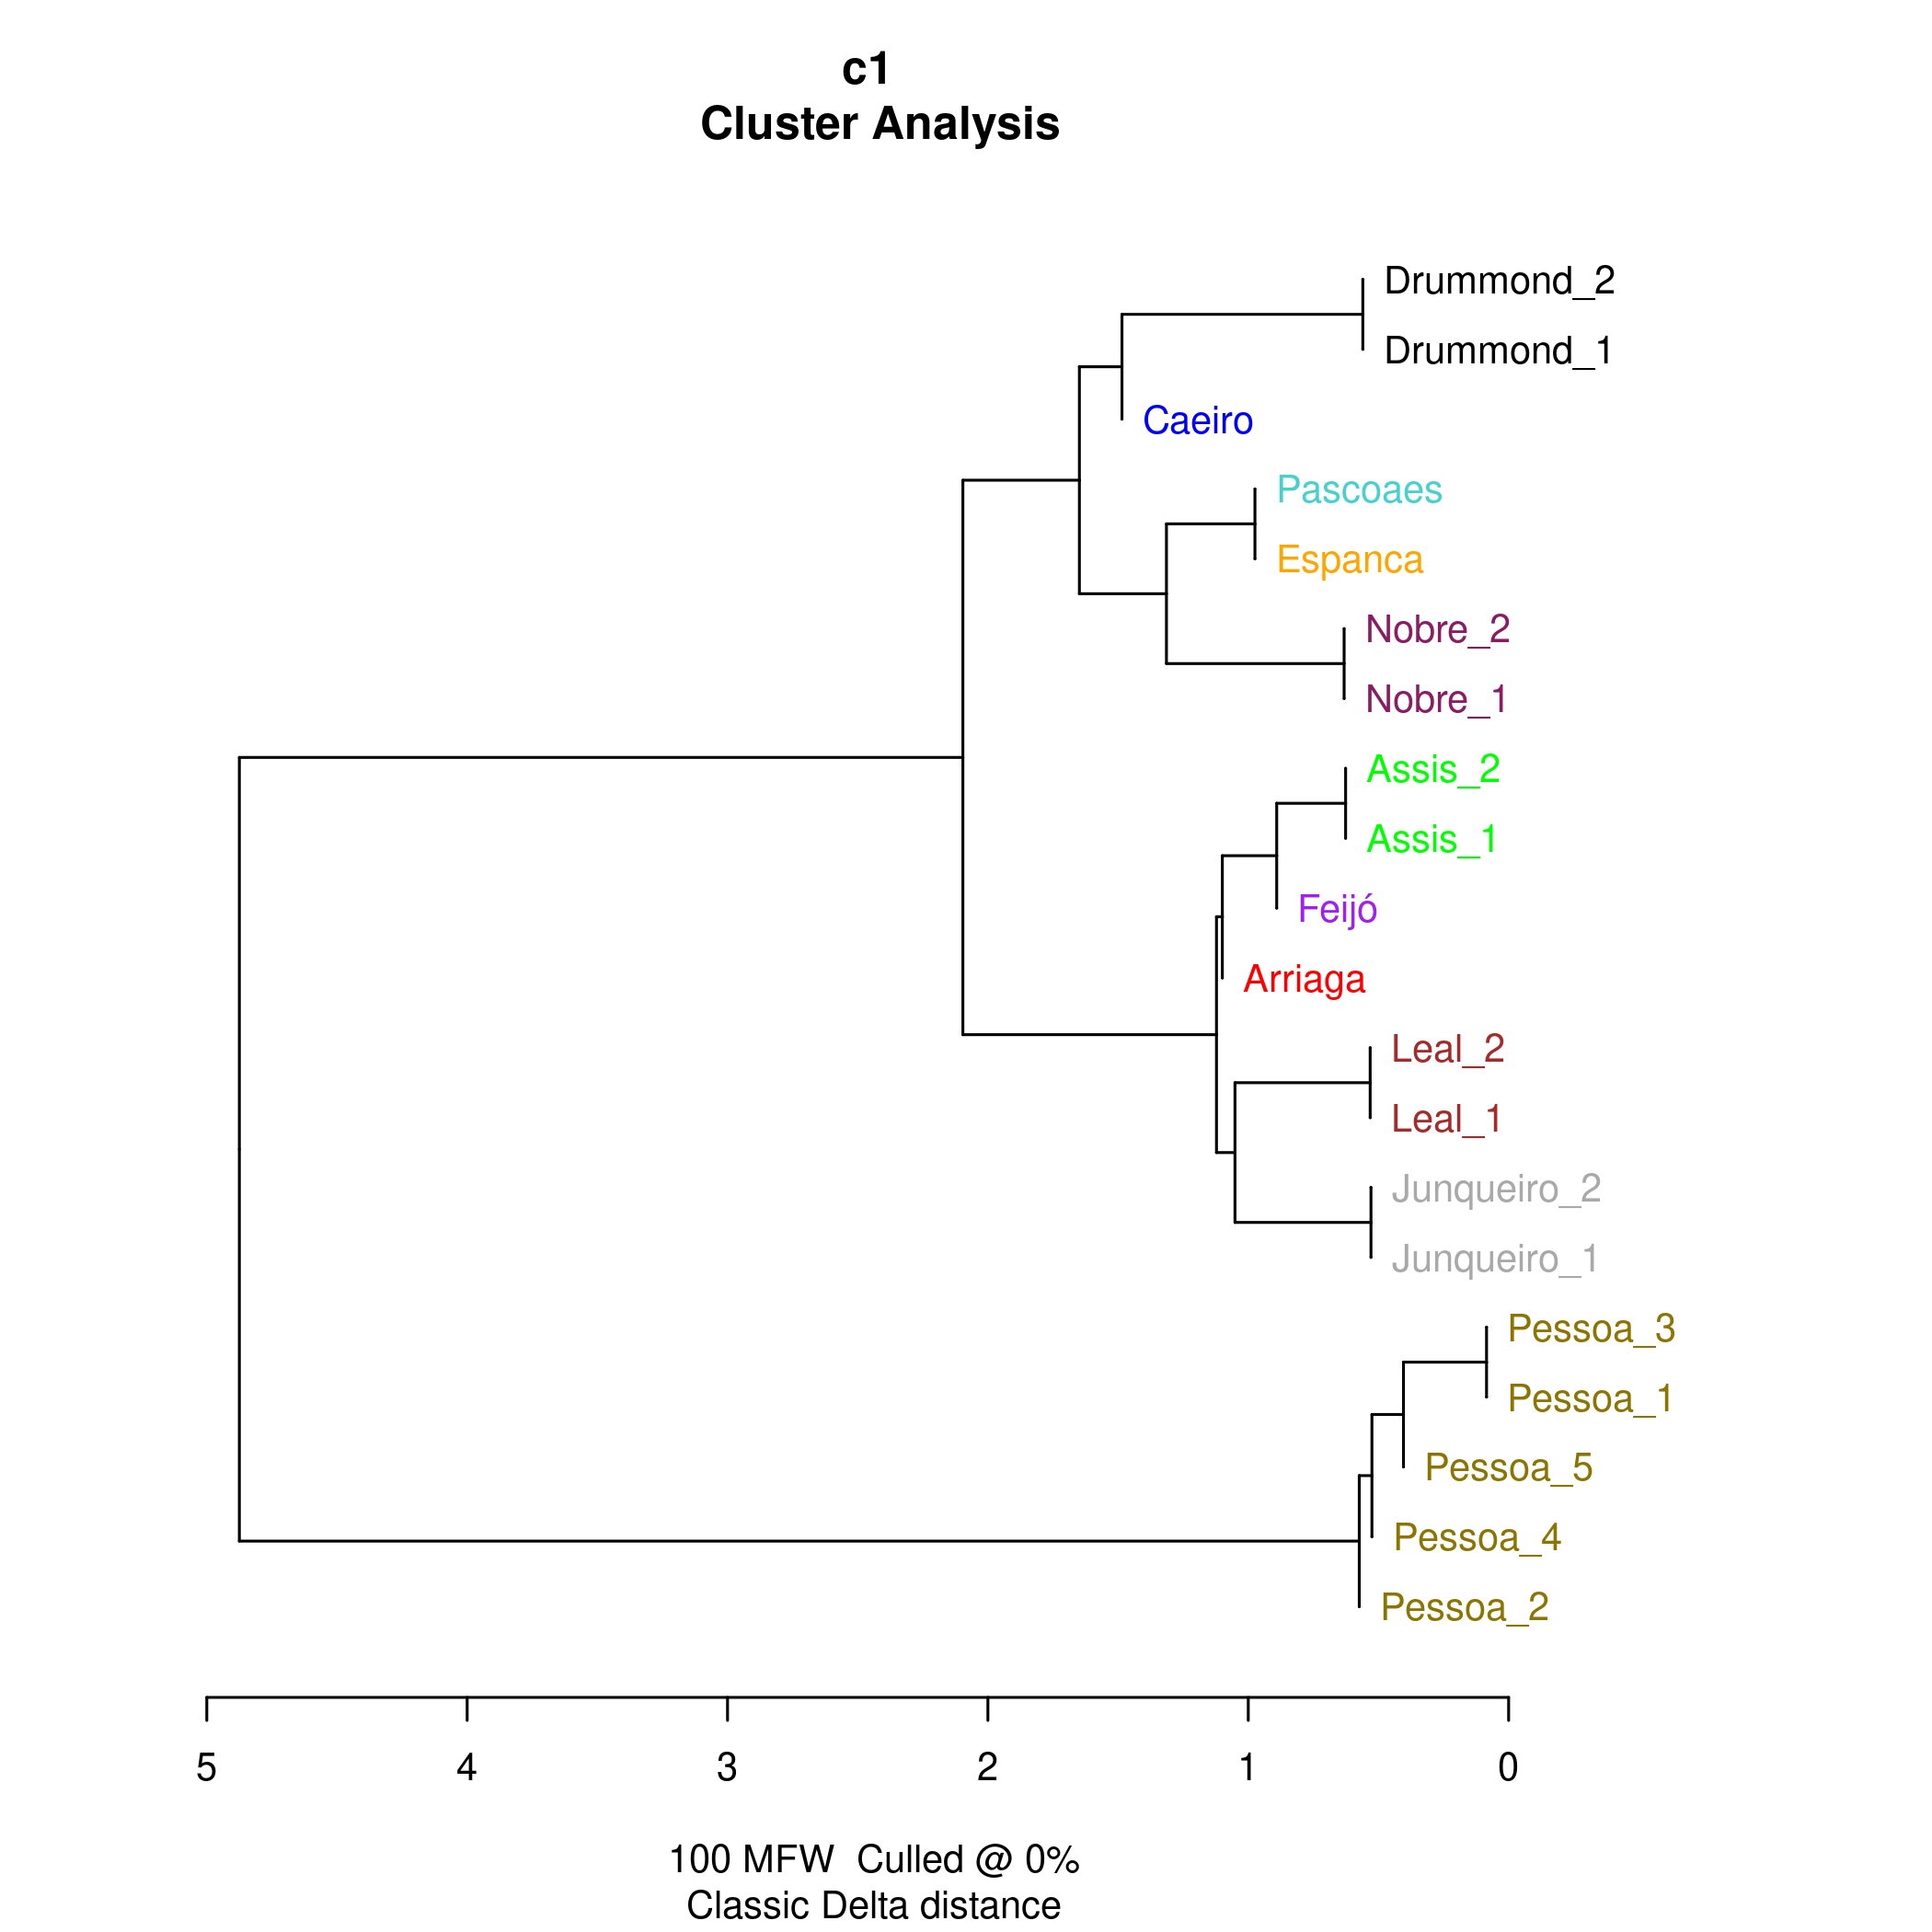 c1
Cluster Analysis
Drummond_2
Drummond_1
Caeiro
Pascoaes
Espanca
Nobre_2
Nobre_1
Assis_2
Assis_1
Feijó
Arriaga
Leal_2
Leal_1
Junqueiro_2
Junqueiro_1
Pessoa_3
Pessoa_1
Pessoa_5
Pessoa_4
Pessoa_2
5 4 3 2 1 0
100 MFW  Culled @ 0%
Classic Delta distance